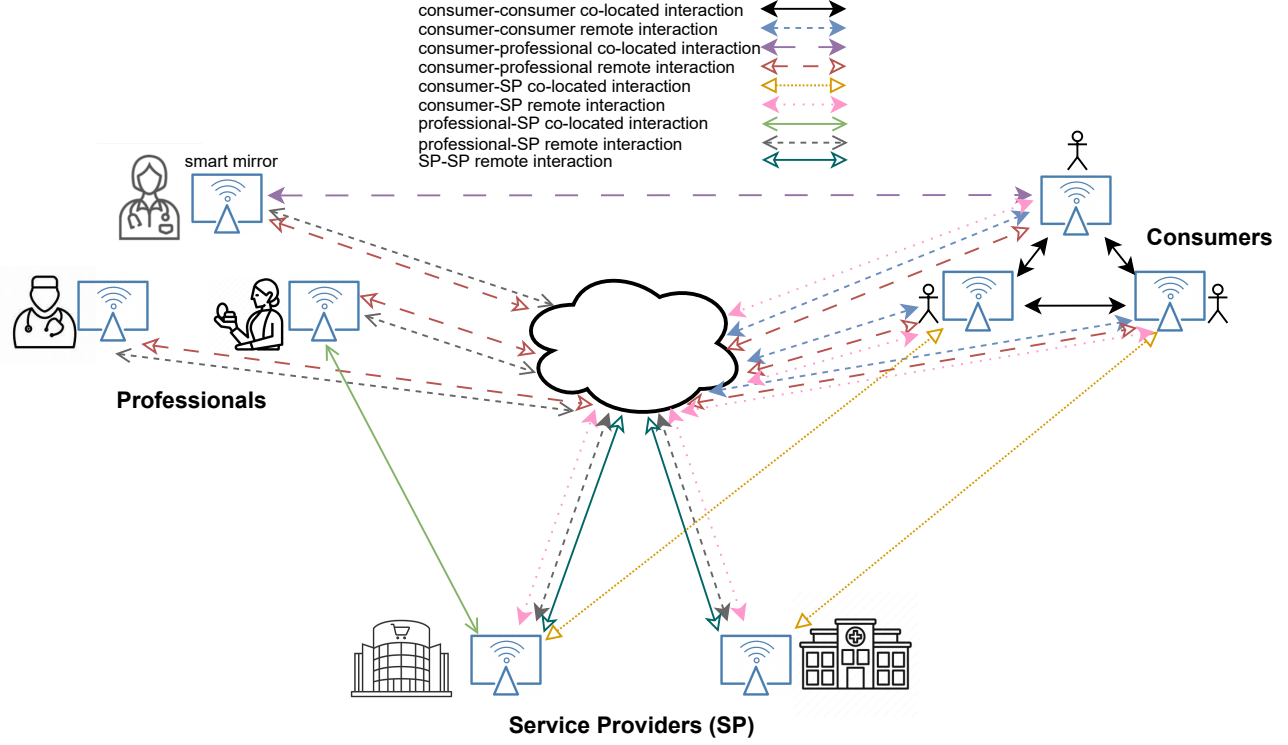 consumer-consumer co-located interaction
consumer-consumer remote interaction
consumer-professional co-located interaction
consumer-professional remote interaction
consumer-SP co-located interaction
consumer-SP remote interaction
professional-SP co-located interaction
professional-SP remote interaction
SP-SP remote interaction
smart mirror
Consumers
Professionals
Service Providers (SP)